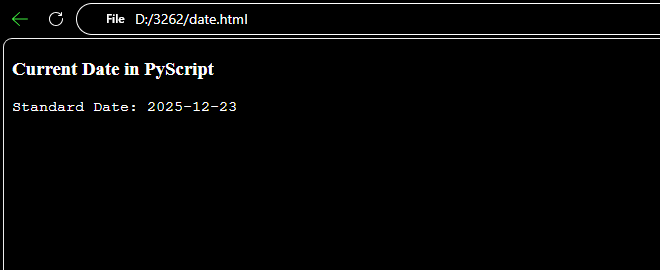 File D:/3262/date.html
Current Date in PyScript
Standard Date: 2025-12-23